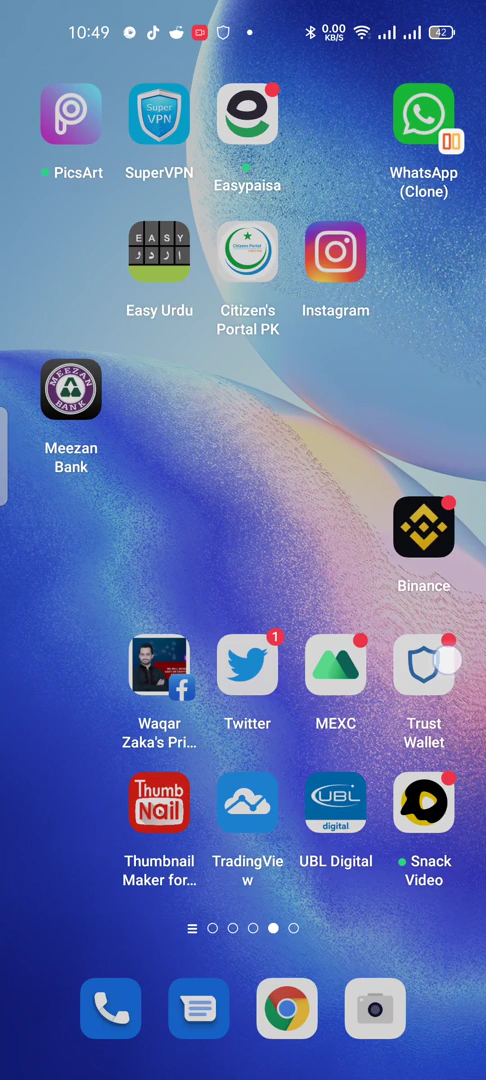 10:49
0.00
KB/S
42
Super
VPN
PicsArt
SuperVPN
Easypaisa
WhatsApp
(Clone)
E A S Y
ا ر د و
Easy Urdu
Citizen's
Portal PK
Instagram
MEEZAN
BANK
Meezan
Bank
Binance
1
Waqar
Zaka's Pri...
Twitter
MEXC
Trust
Wallet
Thumb
Nail
UBL
digital
Thumbnail
Maker for...
TradingVie
w
UBL Digital
Snack
Video